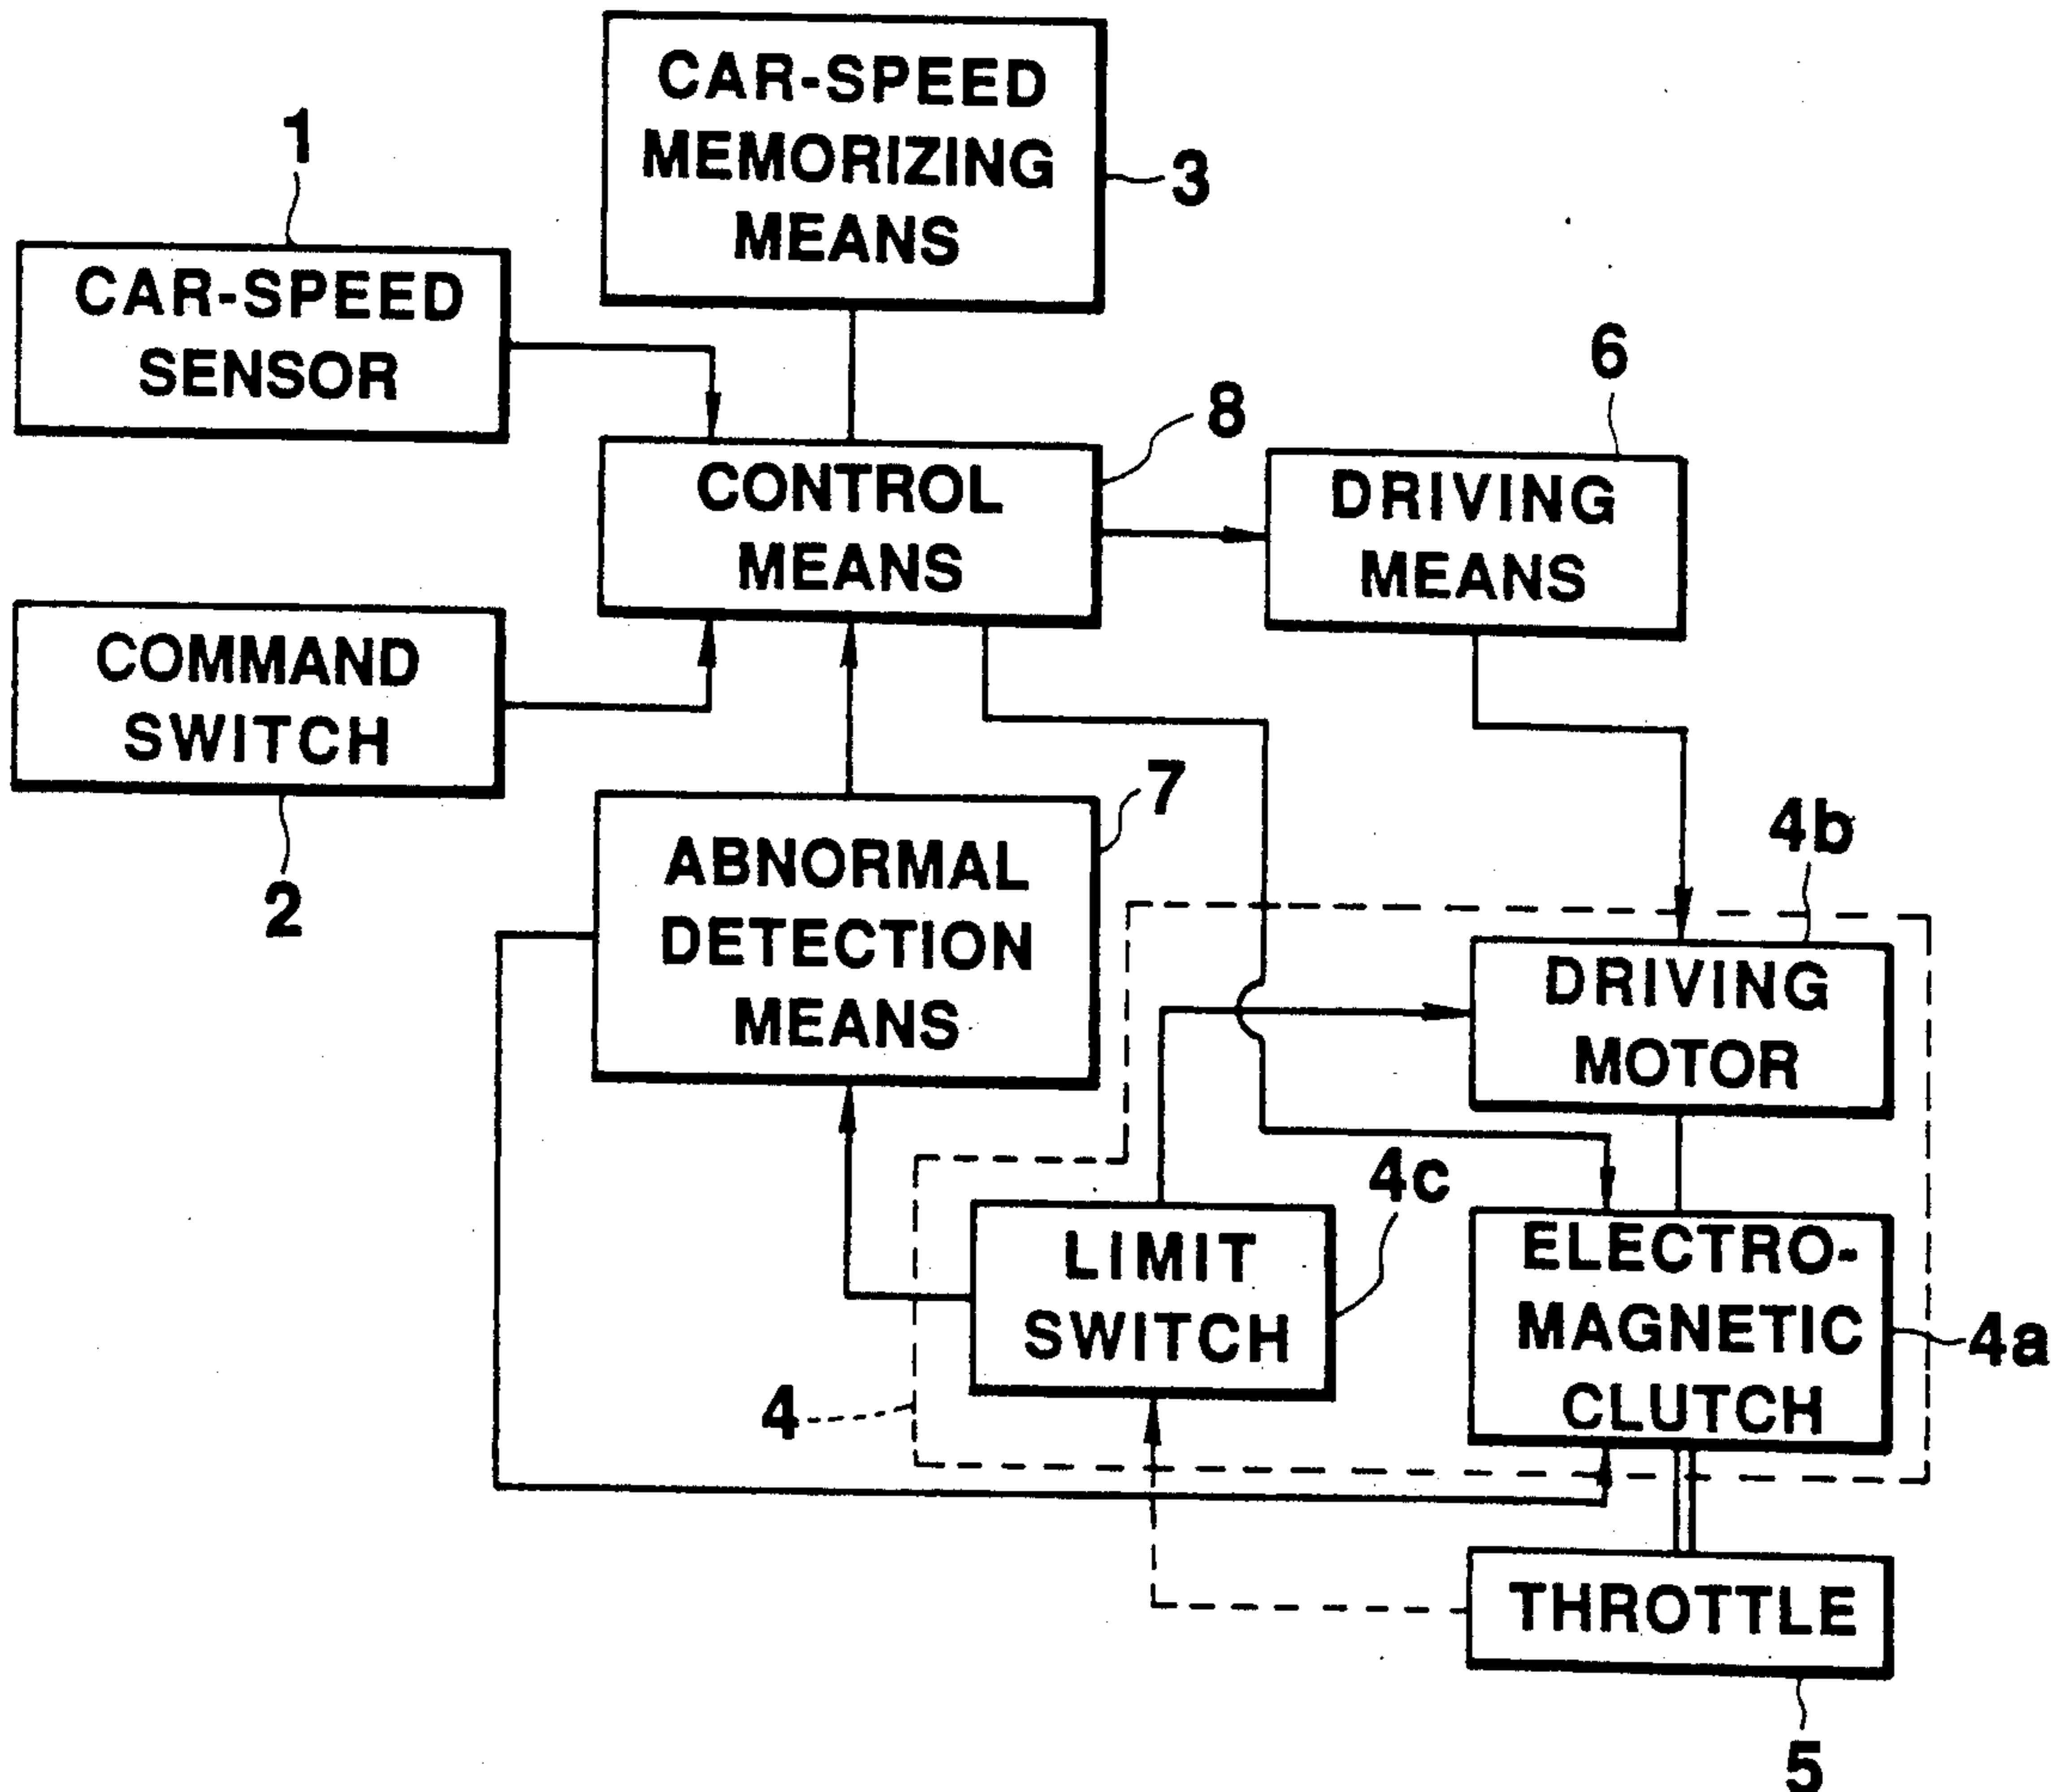 CAR-SPEED
MEMORIZING
MEANS
3
1
CAR-SPEED
SENSOR
8
CONTROL
MEANS
6
DRIVING
MEANS
COMMAND
SWITCH
2
7
ABNORMAL
DETECTION
MEANS
4b
DRIVING
MOTOR
4c
LIMIT
SWITCH
4
ELECTRO-
MAGNETIC
CLUTCH
4a
THROTTLE
5